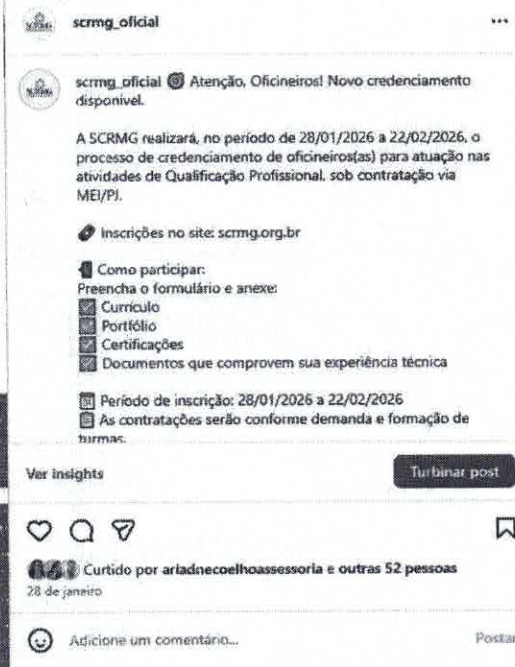 scrmg_oficial
scrmg_oficial Atenção, Oficineiros! Novo credenciamento
disponível.
A SCRMG realizará, no período de 28/01/2026 a 22/02/2026, o
processo de credenciamento de oficineiros(as) para atuação nas
atividades de Qualificação Profissional, sob contratação via
MEI/PJ.
Inscrições no site: scrmg.org.br
Como participar:
Preencha o formulário e anexe:
Currículo
Portfólio
Certificações
Documentos que comprovem sua experiência técnica
Período de inscrição: 28/01/2026 a 22/02/2026
As contratações serão conforme demanda e formação de
turmas.
Ver insights
Turbinar post
Curtido por ariadnecoelhoassessoria e outras 52 pessoas
28 de janeiro
Adicione um comentário...
Postar